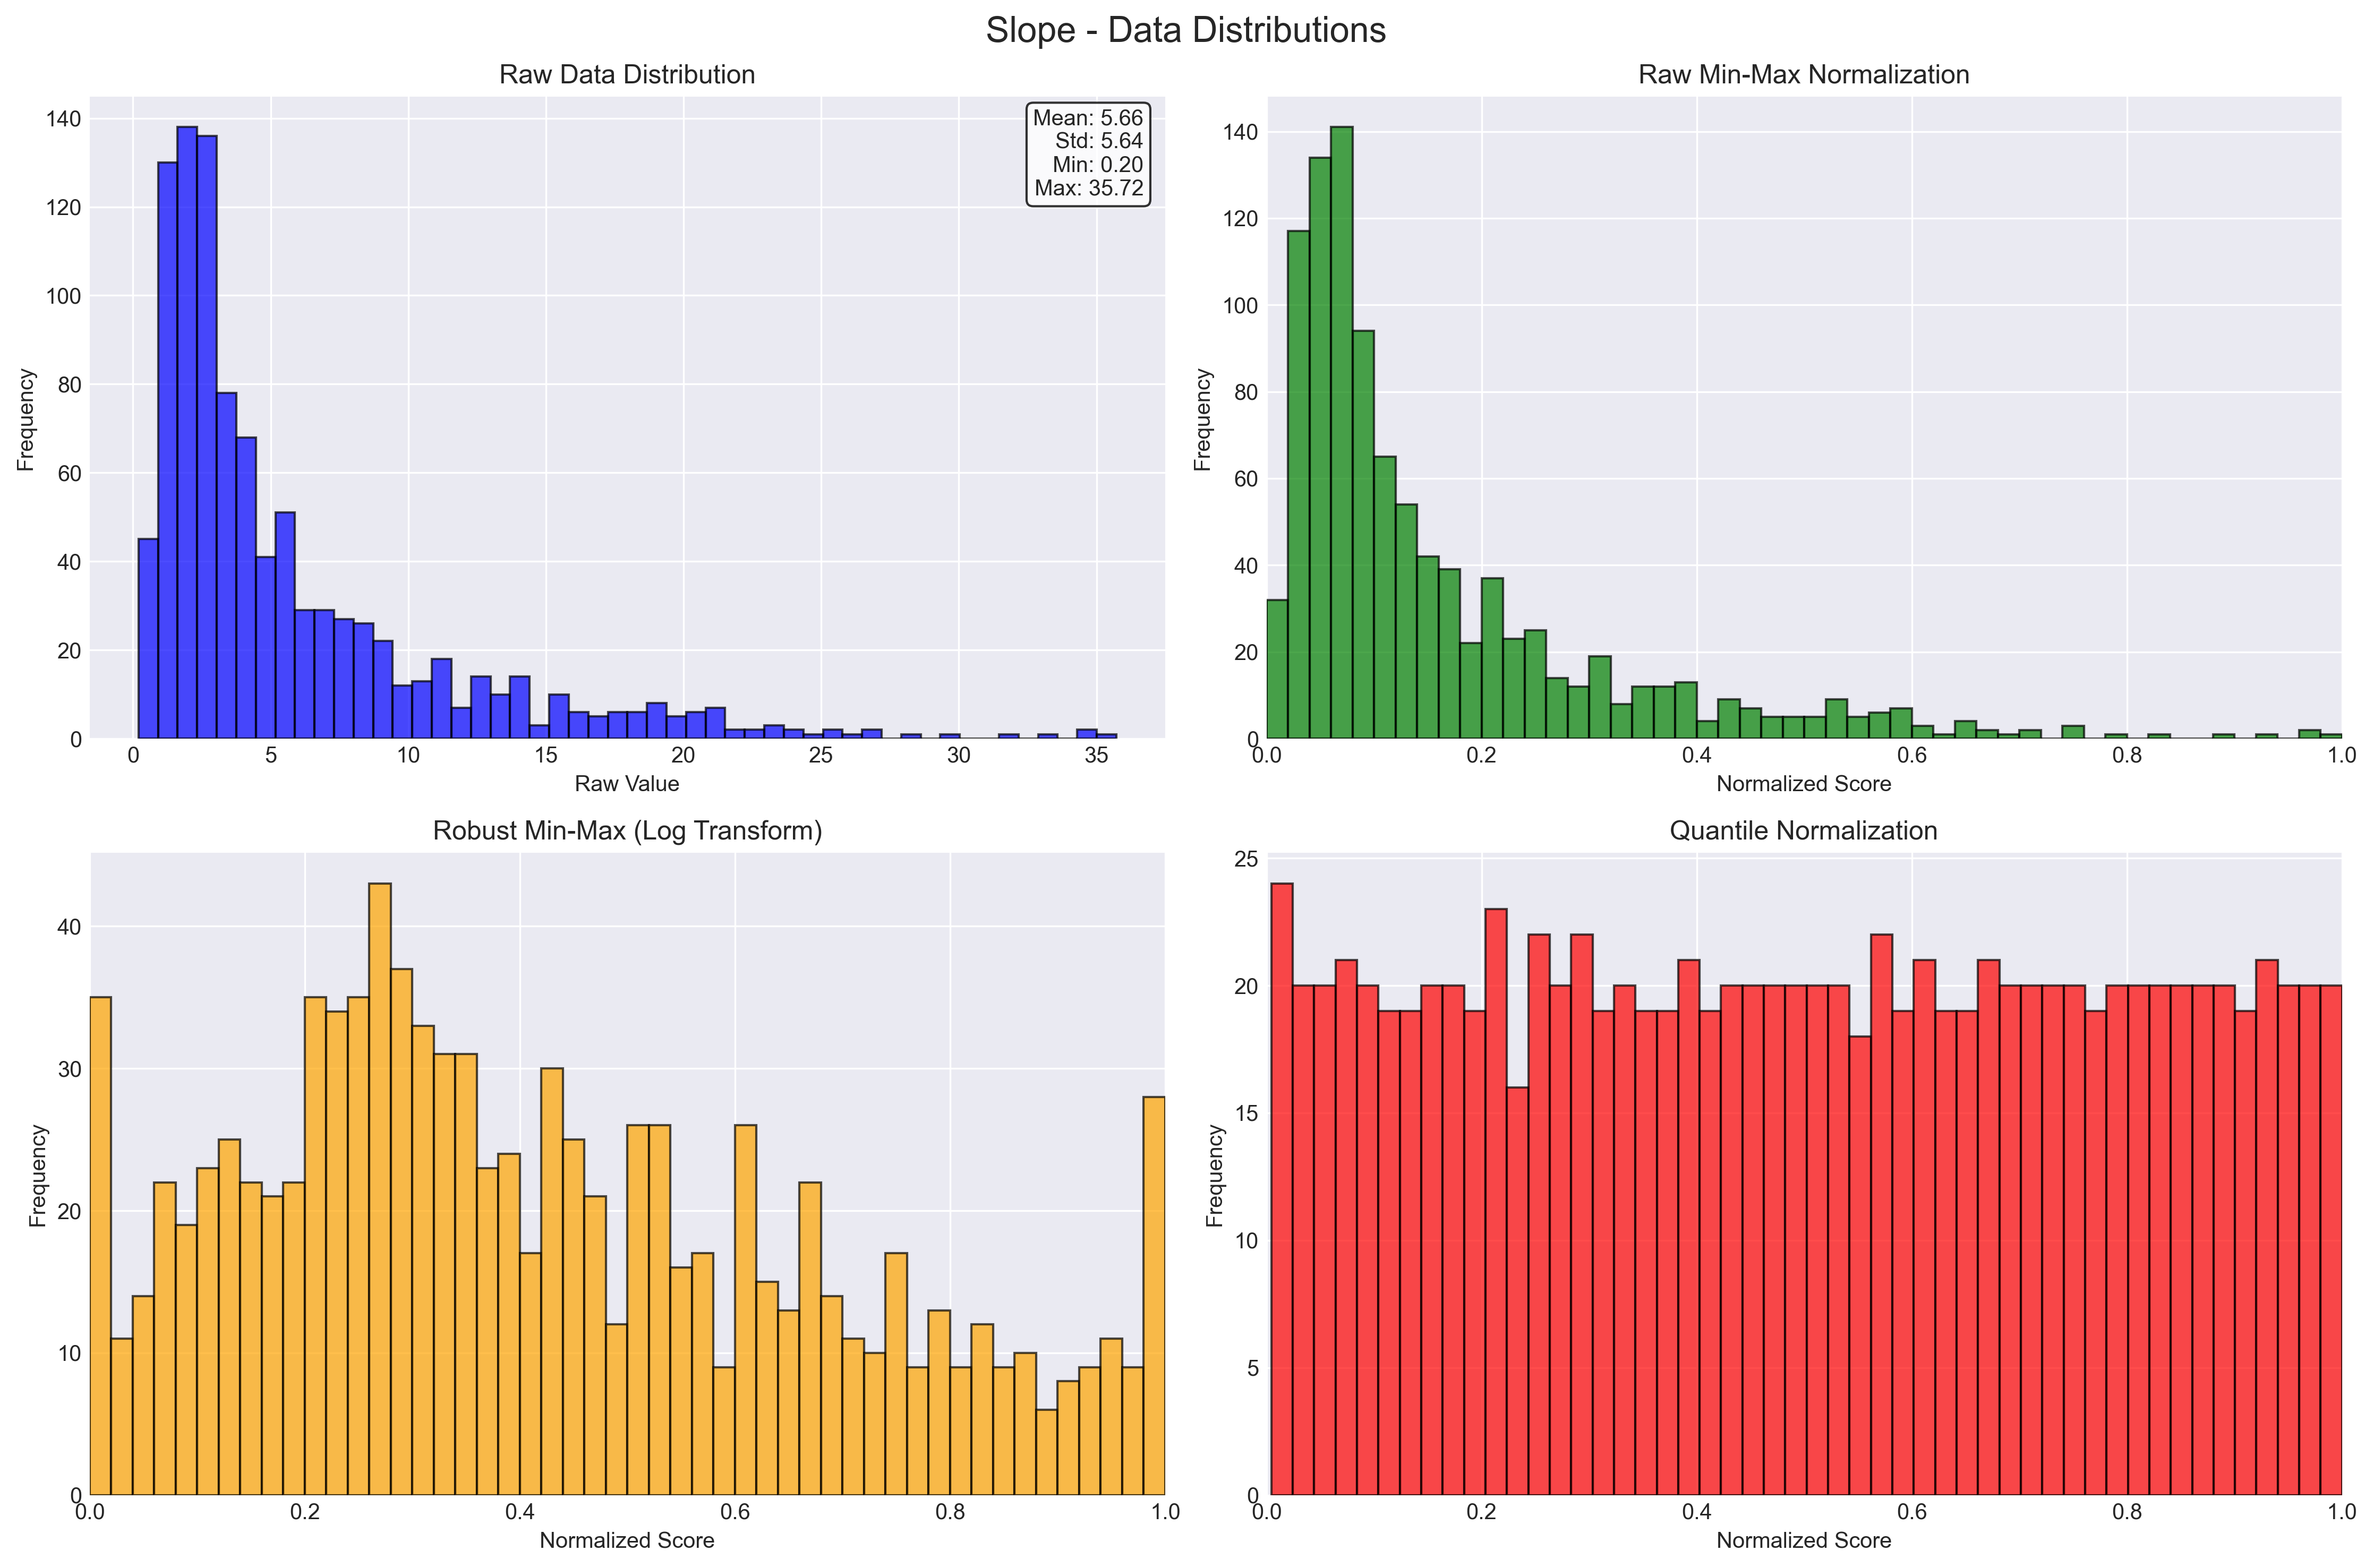 Slope - Data Distributions
Raw Data Distribution
Mean: 5.66
Std: 5.64
Min: 0.20
Max: 35.72
Frequency
140
120
100
80
60
40
20
0
0 5 10 15 20 25 30 35
Raw Value
Raw Min-Max Normalization
Frequency
140
120
100
80
60
40
20
0
0.0 0.2 0.4 0.6 0.8 1.0
Normalized Score
Robust Min-Max (Log Transform)
Frequency
40
30
20
10
0
0.0 0.2 0.4 0.6 0.8 1.0
Normalized Score
Quantile Normalization
Frequency
25
20
15
10
5
0
0.0 0.2 0.4 0.6 0.8 1.0
Normalized Score